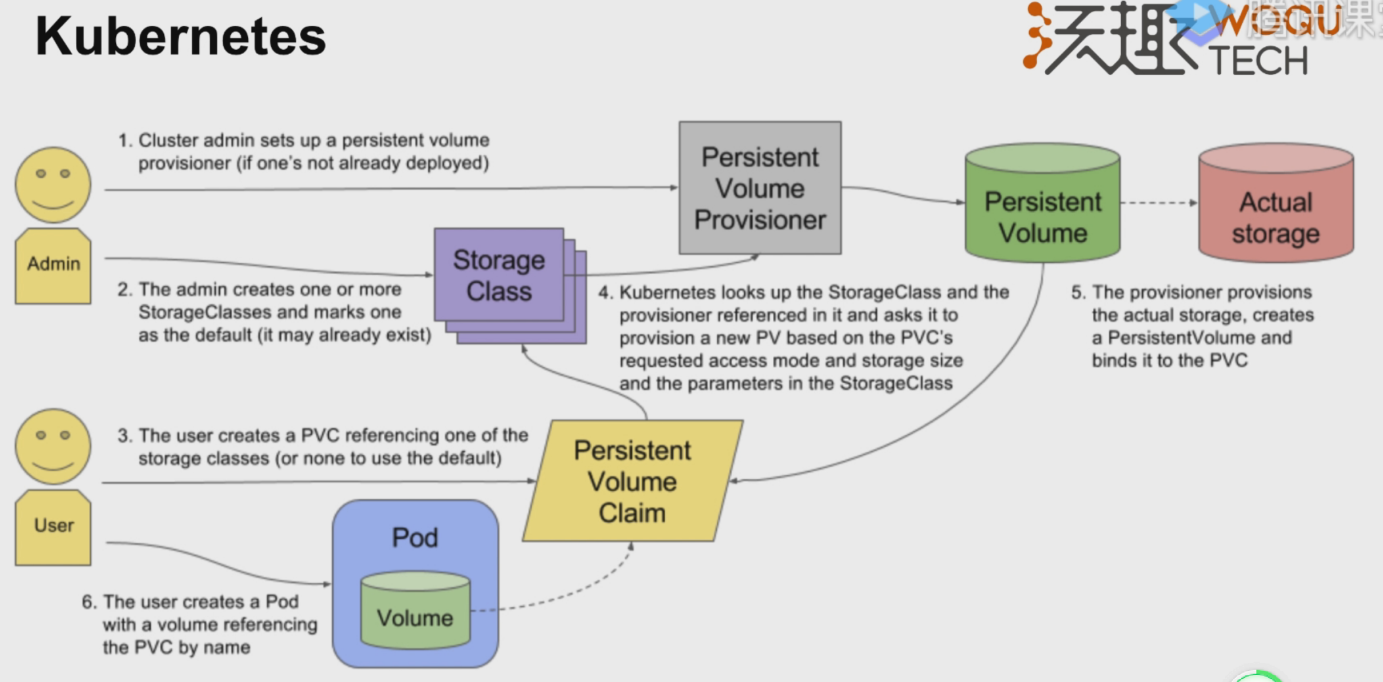 Kubernetes
沃趣 WOQU
TECH
腾讯课堂
1. Cluster admin sets up a persistent volume
provisioner (if one's not already deployed)
Persistent
Volume
Provisioner
Persistent
Volume
Actual
storage
Admin
Storage
Class
2. The admin creates one or more
StorageClasses and marks one
as the default (it may already exist)
4. Kubernetes looks up the StorageClass and the
provisioner referenced in it and asks it to
provision a new PV based on the PVC's
requested access mode and storage size
and the parameters in the StorageClass
5. The provisioner provisions
the actual storage, creates
a PersistentVolume and
binds it to the PVC
3. The user creates a PVC referencing one of the
storage classes (or none to use the default)
Persistent
Volume
Claim
User
Pod
Volume
6. The user creates a Pod
with a volume referencing
the PVC by name